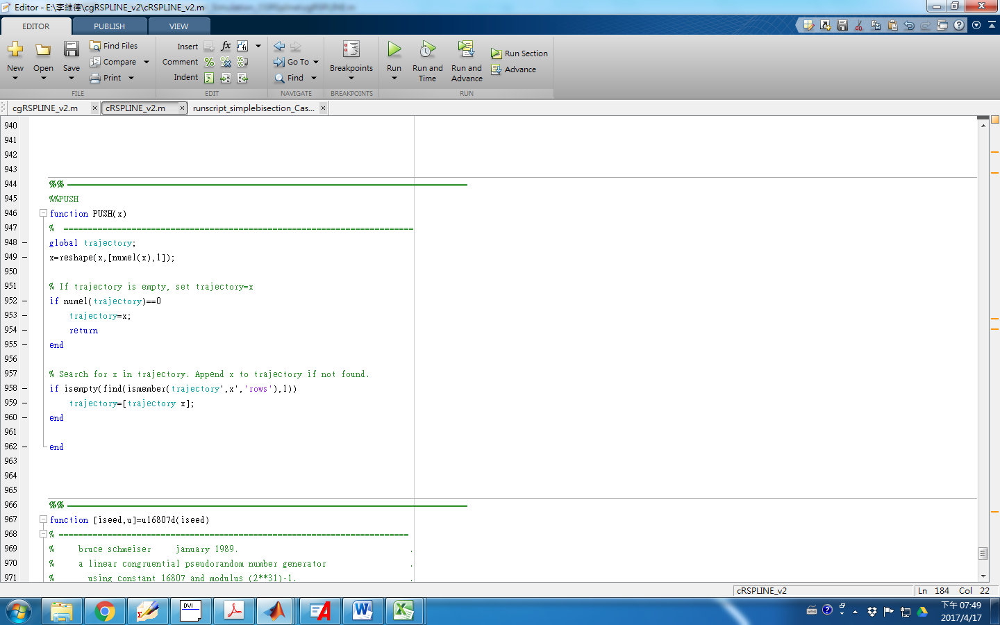 Editor - E:\李維德\cgRSPLINE_v2\cRSPLINE_v2.m
EDITOR
PUBLISH
VIEW
New
Open
Save
Find Files
Compare
Print
FILE
Insert
fx
Comment
Indent
EDIT
Go To
Find
NAVIGATE
Breakpoints
BREAKPOINTS
Run
Run and Time
Run and Advance
Run Section
Advance
RUN
cgRSPLINE_v2.m
cRSPLINE_v2.m
runscript_simplebisection_Cas...
940
941
942
943
944 %% ==================================================================================
945 %%PUSH
946 function PUSH(x)
947 % ========================================================================
948 global trajectory;
949 x=reshape(x,[numel(x),1]);
950
951 % If trajectory is empty, set trajectory=x
952 if numel(trajectory)==0
953 trajectory=x;
954 return
955 end
956
957 % Search for x in trajectory. Append x to trajectory if not found.
958 if isempty(find(ismember(trajectory',x','rows'),1))
959 trajectory=[trajectory x];
960 end
961
962 end
963
964
965
966 %% ==================================================================================
967 function [iseed,u]=u16807d(iseed)
968 % ========================================================================
969 % bruce schmeiser january 1989. .
970 % a linear congruential pseudorandom number generator .
971 % using constant 16807 and modulus (2**31)-1. .
cRSPLINE_v2
Ln 184 Col 22
DVI
下午 07:49
2017/4/17